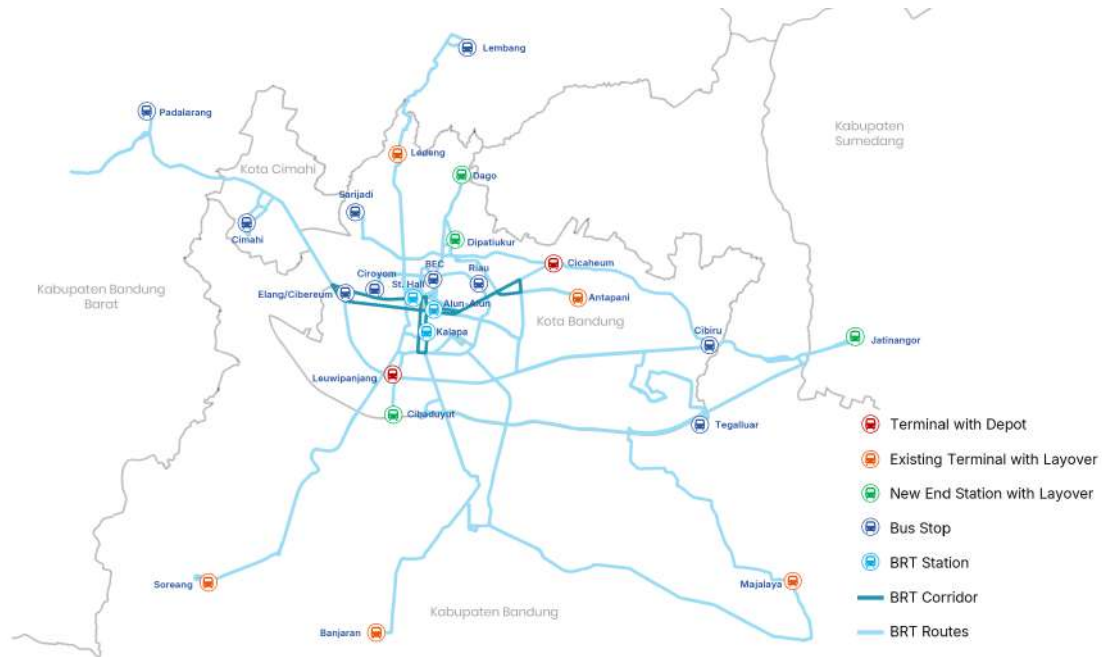 Lembang
Padalarang
Kabupaten
Sumedang
Ledeng
Kota Cimahi
Dago
Sarijadi
Cimahi
Dipatiukur
BEC
Riau
Cicaheum
Ciroyom
St. Hall
Kabupaten Bandung
Barat
Elang/Cibereum
Antapani
Alun-Alun
Kota Bandung
Kalapa
Cibiru
Jatinangor
Leuwipanjang
Cibaduyut
Tegalluar
Terminal with Depot
Existing Terminal with Layover
New End Station with Layover
Bus Stop
BRT Station
BRT Corridor
BRT Routes
Soreang
Majalaya
Kabupaten Bandung
Banjaran